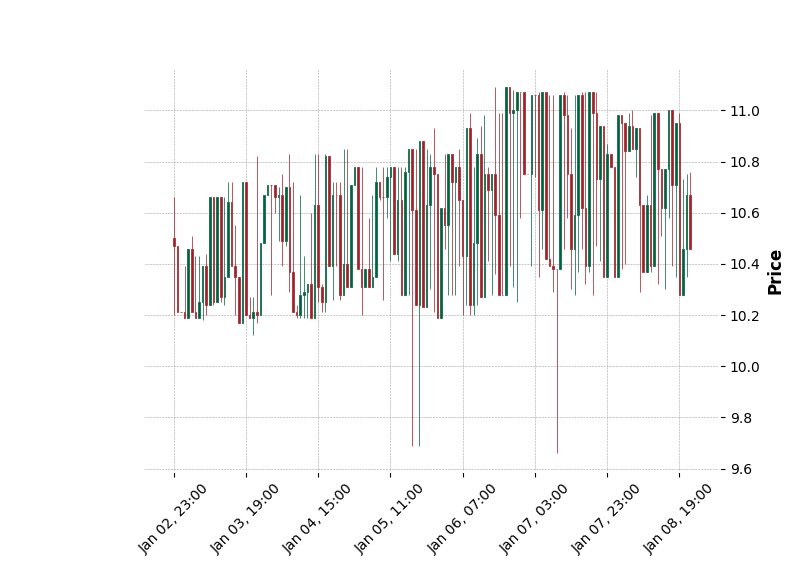 11.0
10.8
10.6
10.4
10.2
10.0
9.8
9.6
Price
Jan 02, 23:00
Jan 03, 19:00
Jan 04, 15:00
Jan 05, 11:00
Jan 06, 07:00
Jan 07, 03:00
Jan 07, 23:00
Jan 08, 19:00